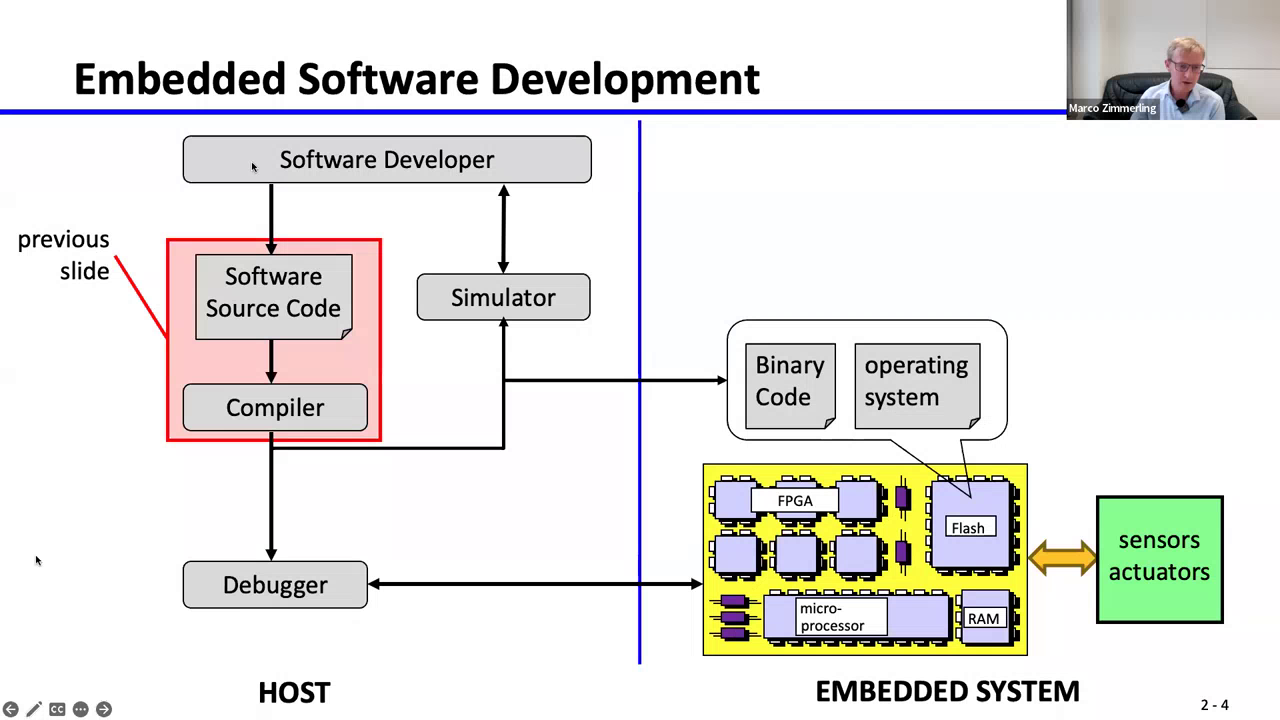 Embedded Software Development
Marco Zimmerling
Software Developer
previous
slide
Software
Source Code
Simulator
Compiler
Debugger
HOST
Binary
Code
operating
system
FPGA
Flash
micro-
processor
RAM
sensors
actuators
EMBEDDED SYSTEM
2 - 4
CC